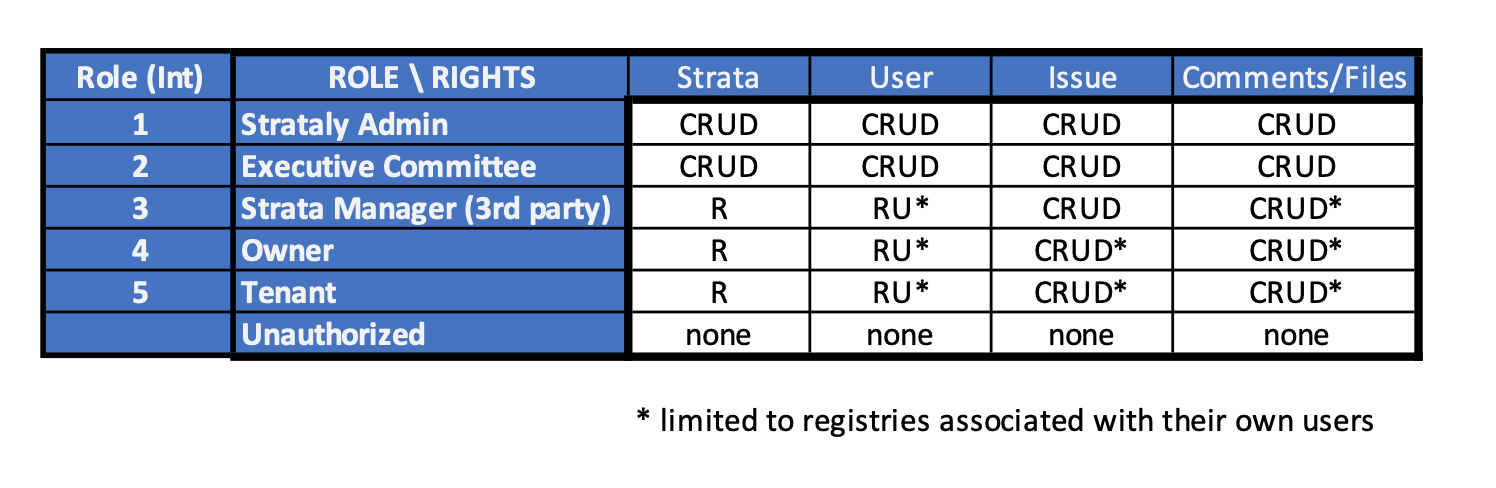 Role (Int) ROLE \ RIGHTS Strata User Issue Comments/Files
1 Strataly Admin CRUD CRUD CRUD CRUD
2 Executive Committee CRUD CRUD CRUD CRUD
3 Strata Manager (3rd party) R RU* CRUD CRUD*
4 Owner R RU* CRUD* CRUD*
5 Tenant R RU* CRUD* CRUD*
Unauthorized none none none none
* limited to registries associated with their own users